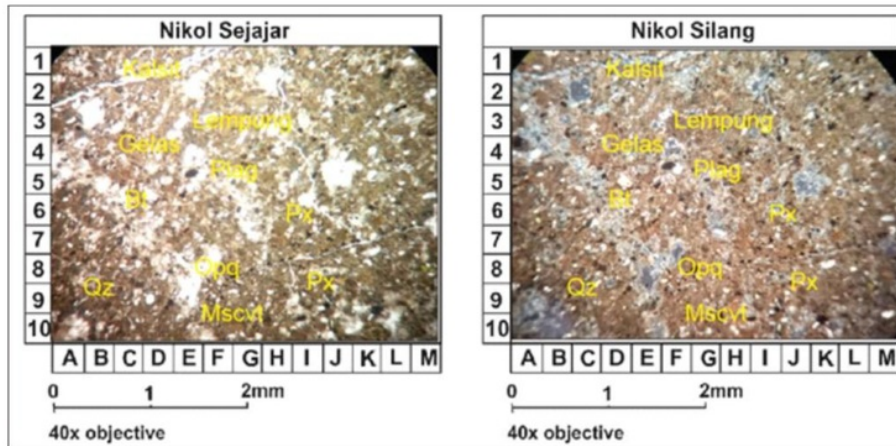 Nikol Sejajar
1
2
3
4
5
6
7
8
9
10
Kalsit
Lempung
Gelas
Plag
Bt
Px
Opq
Px
Qz
Mscvt
A B C D E F G H I J K L M
0 1 2mm
40x objective
Nikol Silang
1
2
3
4
5
6
7
8
9
10
Kalsit
Lempung
Gelas
Plag
Bt
Px
Opq
Px
Qz
Mscvt
A B C D E F G H I J K L M
0 1 2mm
40x objective